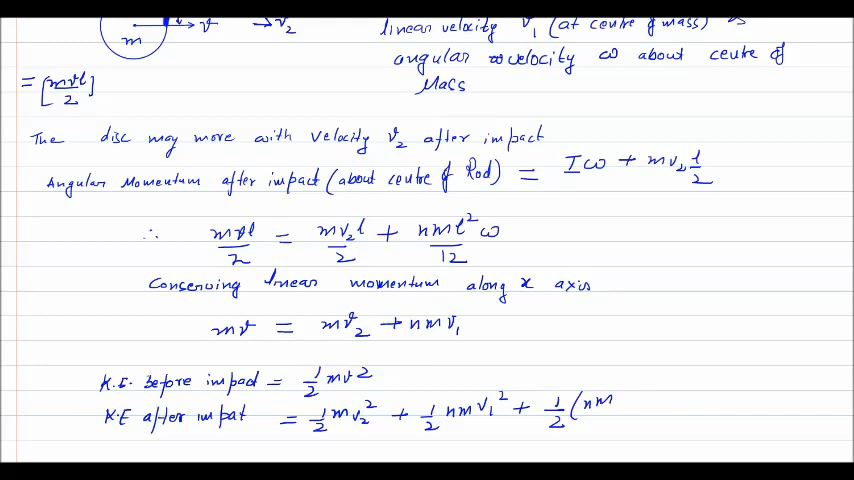 linear velocity v₁ (at centre of mass) &
m → v → v₂
angular velocity ω about centre of
Mass
= [mvl/2]
The disc may move with velocity v₂ after impact
Angular Momentum after impact (about centre of Rod) = Iω + mv₂ l/2
∴ mvl/2 = mv₂l/2 + nml²/12 ω
Conserving linear momentum along x axis
mv = mv₂ + nmv₁
K.E. before impact = 1/2 mv2
K.E after impat = 1/2 mv₂² + 1/2 nmv₁² + 1/2 (nm